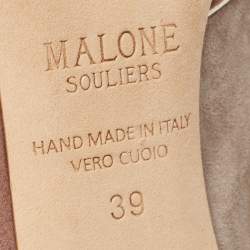 MALONE
SOULIERS
HAND MADE IN ITALY
VERO CUOIO
39